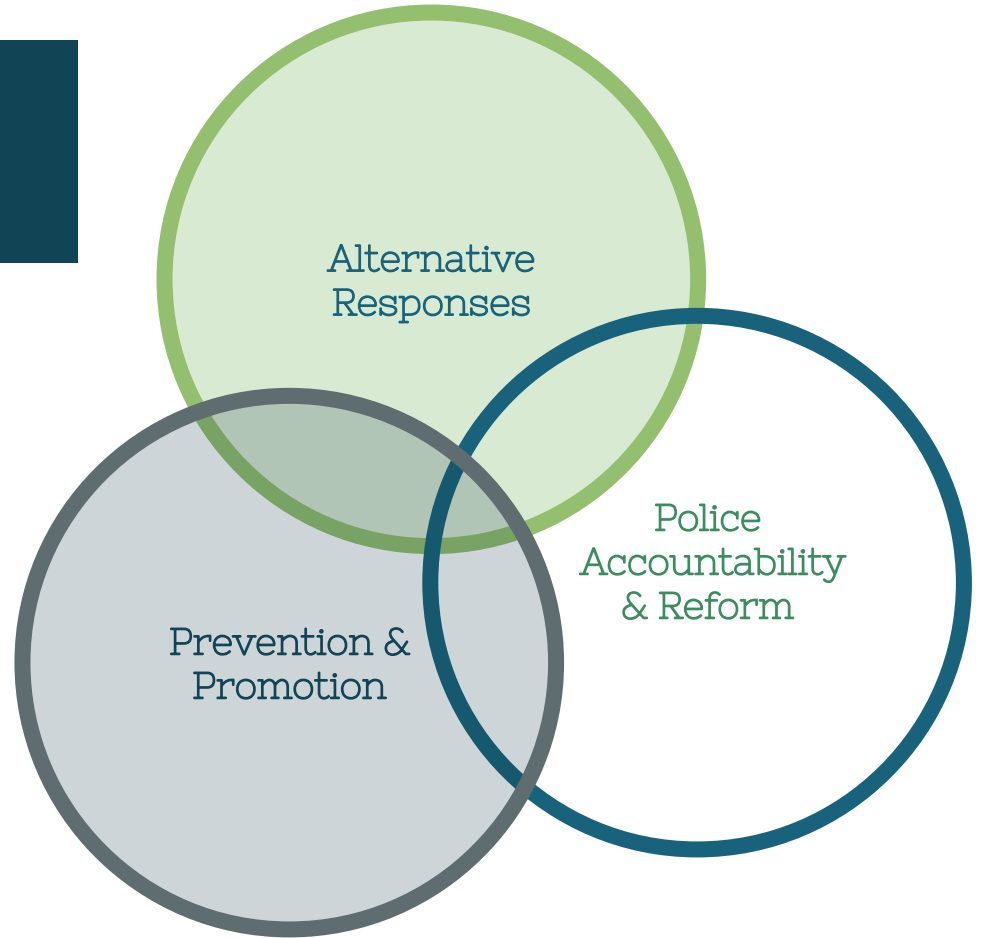 Alternative
Responses
Police
Accountability
& Reform
Prevention &
Promotion